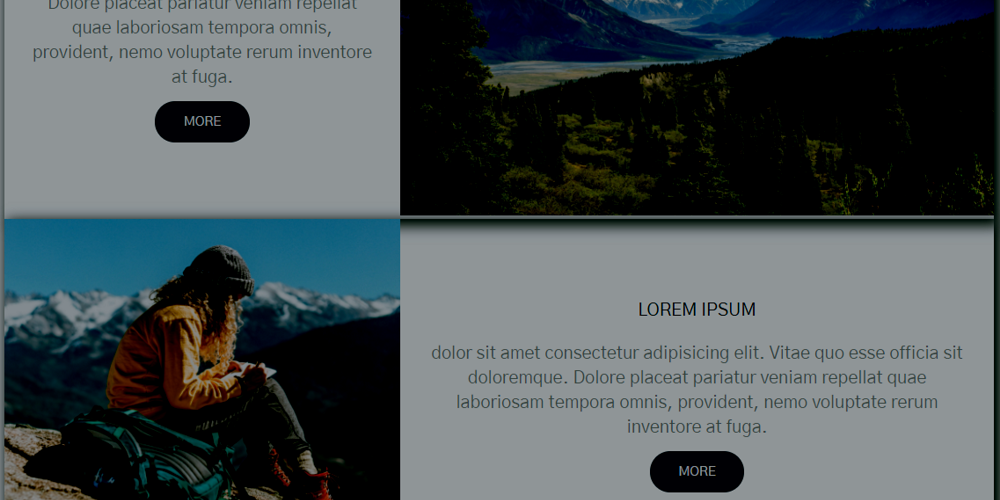 Dolore placeat pariatur veniam repellat
quae laboriosam tempora omnis,
provident, nemo voluptate rerum inventore
at fuga.
MORE
LOREM IPSUM
dolor sit amet consectetur adipisicing elit. Vitae quo esse officia sit
doloremque. Dolore placeat pariatur veniam repellat quae
laboriosam tempora omnis, provident, nemo voluptate rerum
inventore at fuga.
MORE